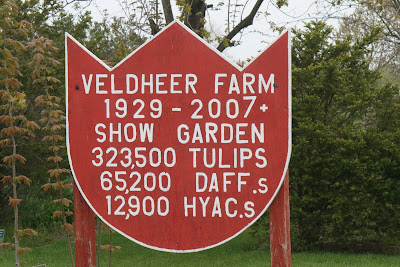 VELDHEER FARM
1929 - 2007+
SHOW GARDEN
323,500 TULIPS
65,200 DAFF.s
12,900 HYAC.s